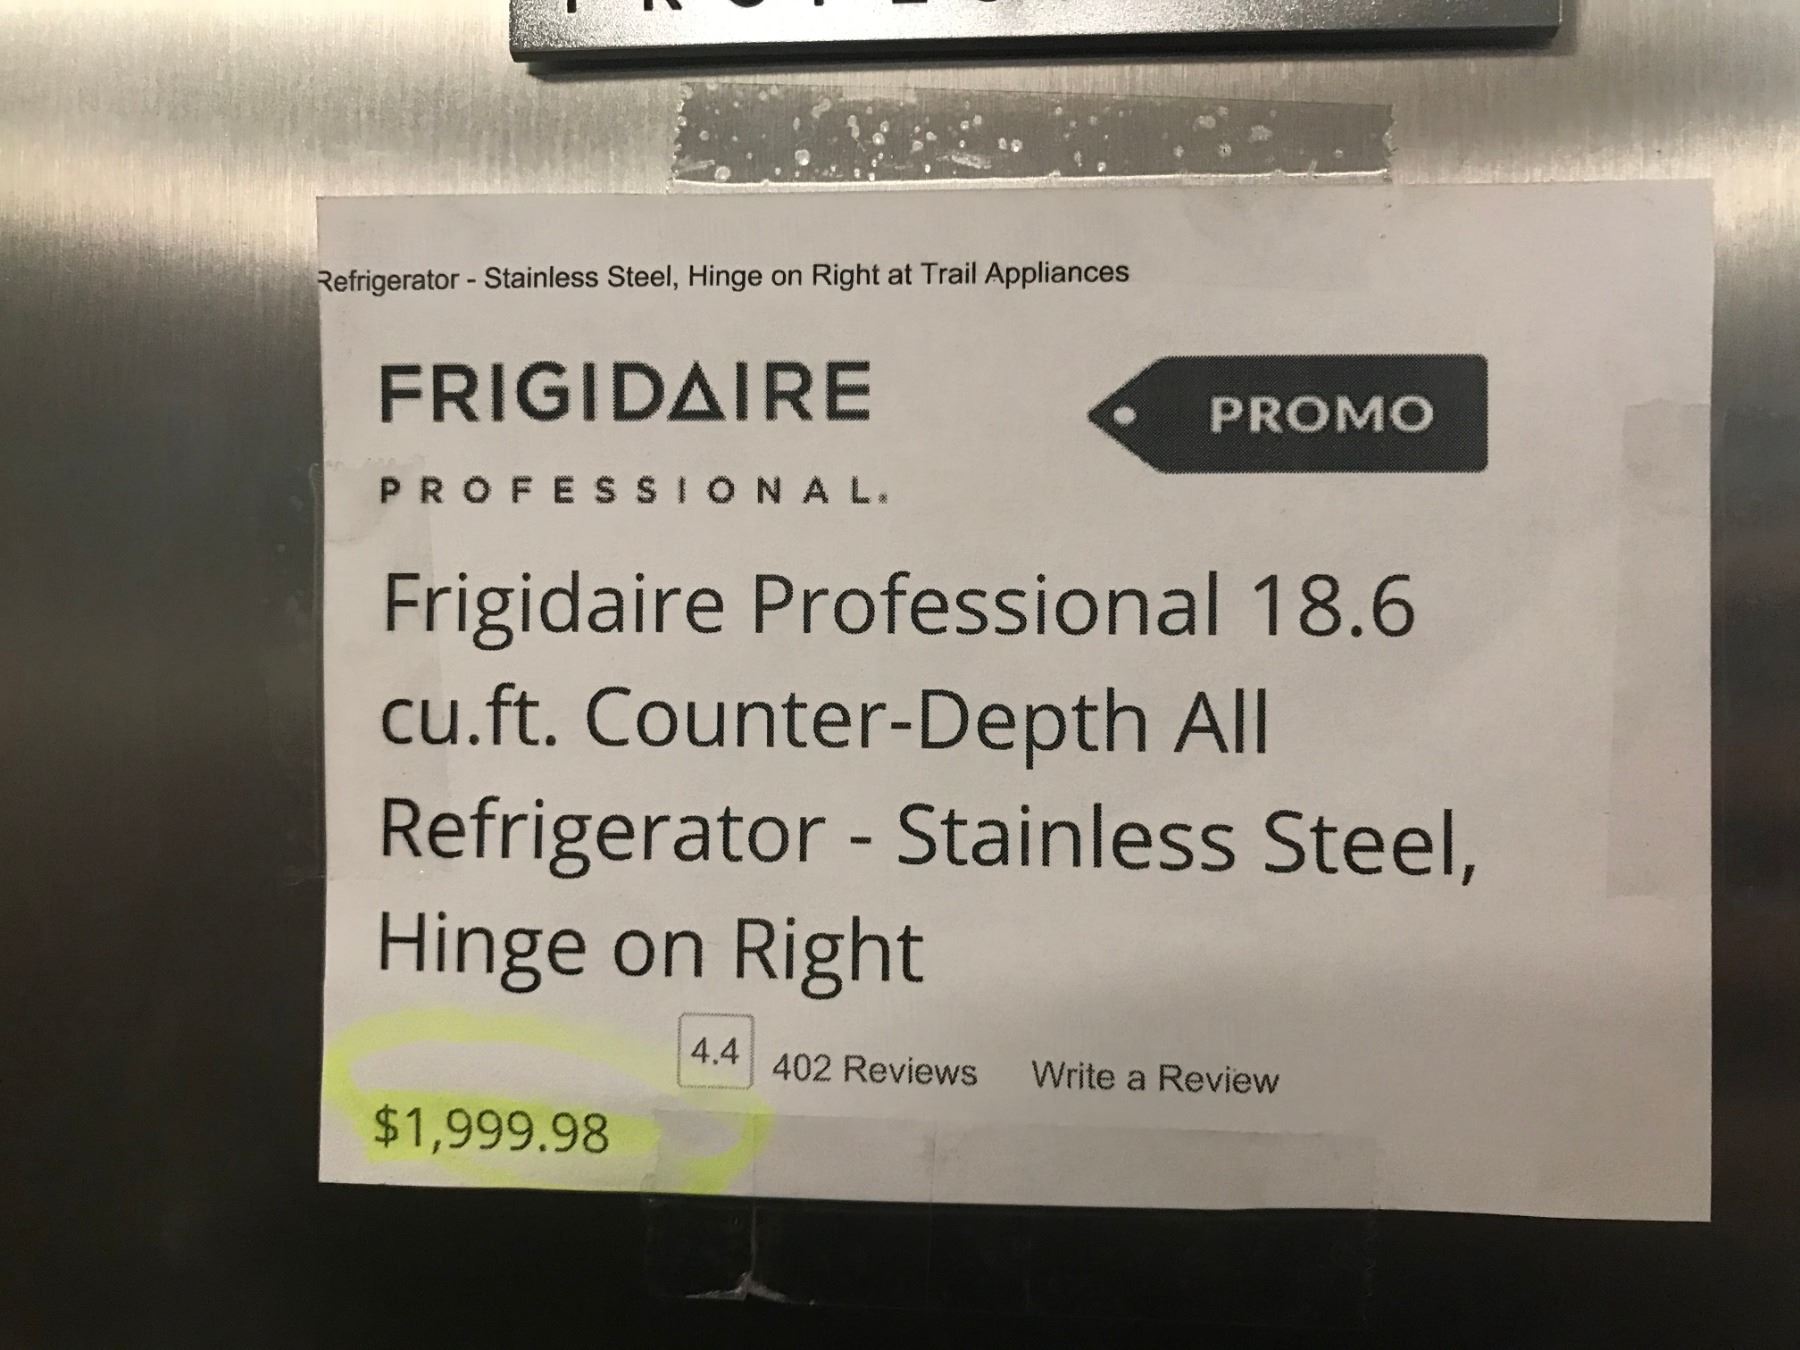 Refrigerator - Stainless Steel, Hinge on Right at Trail Appliances
FRIGIDAIRE
PROMO
PROFESSIONAL®
Frigidaire Professional 18.6
cu.ft. Counter-Depth All
Refrigerator - Stainless Steel,
Hinge on Right
4.4 402 Reviews Write a Review
$1,999.98